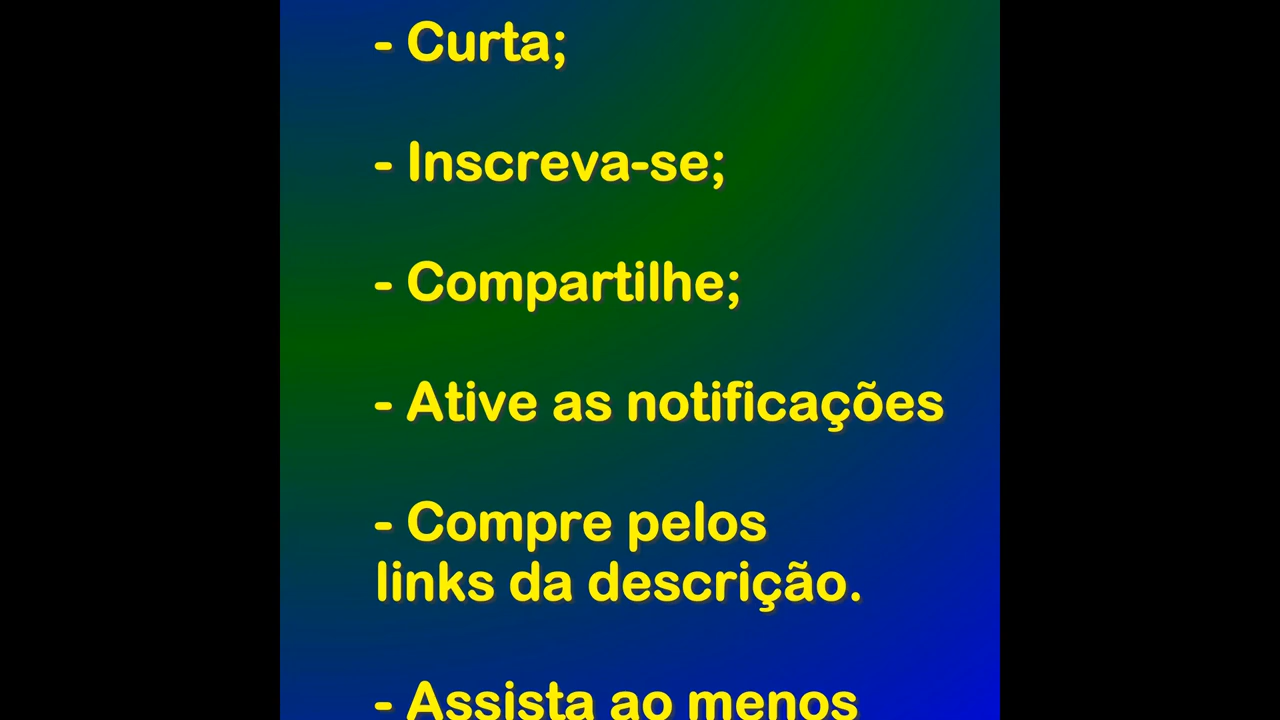 - Curta;
- Inscreva-se;
- Compartilhe;
- Ative as notificações
- Compre pelos
links da descrição.
- Assista ao menos